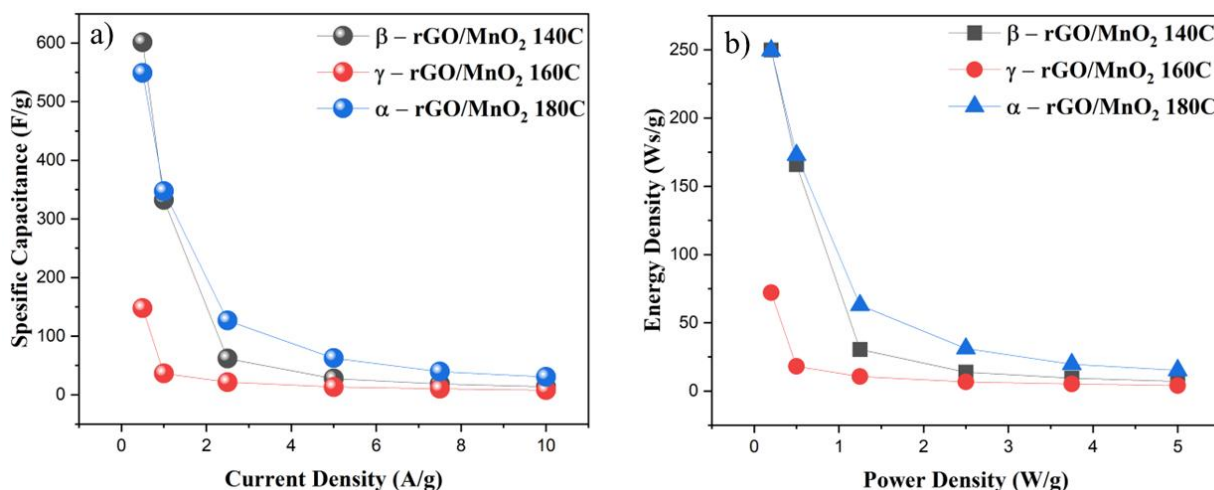 a)
β – rGO/MnO₂ 140C
γ – rGO/MnO₂ 160C
α – rGO/MnO₂ 180C
Spesific Capacitance (F/g)
600
500
400
300
200
100
0
0 2 4 6 8 10
Current Density (A/g)
b)
β – rGO/MnO₂ 140C
γ – rGO/MnO₂ 160C
α – rGO/MnO₂ 180C
Energy Density (Ws/g)
250
200
150
100
50
0
0 1 2 3 4 5
Power Density (W/g)